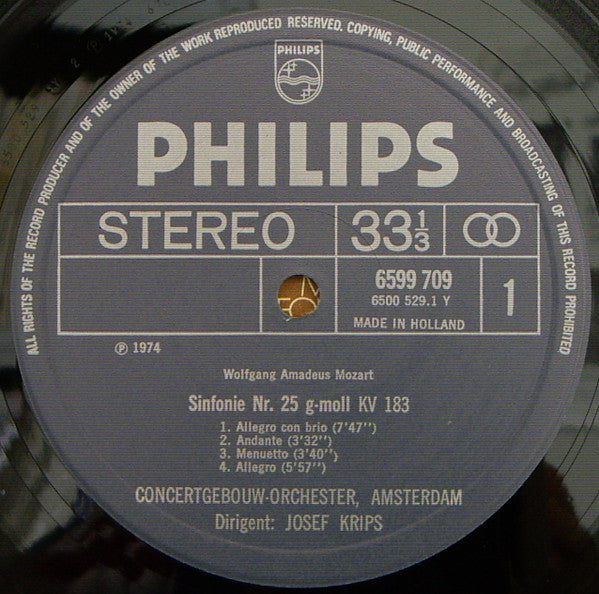 ALL RIGHTS OF THE RECORD PRODUCER AND OF THE OWNER OF THE WORK REPRODUCED RESERVED. COPYING, PUBLIC PERFORMANCE AND BROADCASTING OF THIS RECORD PROHIBITED
PHILIPS
PHILIPS
STEREO 33 1/3
6599 709
6500 529.1 Y
1
MADE IN HOLLAND
℗ 1974
Wolfgang Amadeus Mozart
Sinfonie Nr. 25 g-moll KV 183
1. Allegro con brio (7'47'')
2. Andante (3'32'')
3. Menuetto (3'40'')
4. Allegro (5'57'')
CONCERTGEBOUW-ORCHESTER, AMSTERDAM
Dirigent: JOSEF KRIPS